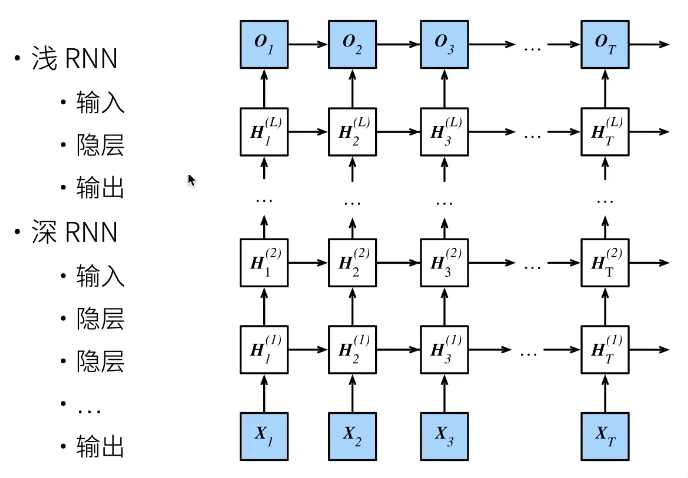 • 浅 RNN
• 输入
• 隐层
• 输出
• 深 RNN
• 输入
• 隐层
• 隐层
• …
• 输出
O_1 O_2 O_3 … O_T
H_1^(L) H_2^(L) H_3^(L) … H_T^(L)
… … … …
H_1^(2) H_2^(2) H_3^(2) … H_T^(2)
H_1^(1) H_2^(1) H_3^(1) … H_T^(1)
X_1 X_2 X_3 X_T